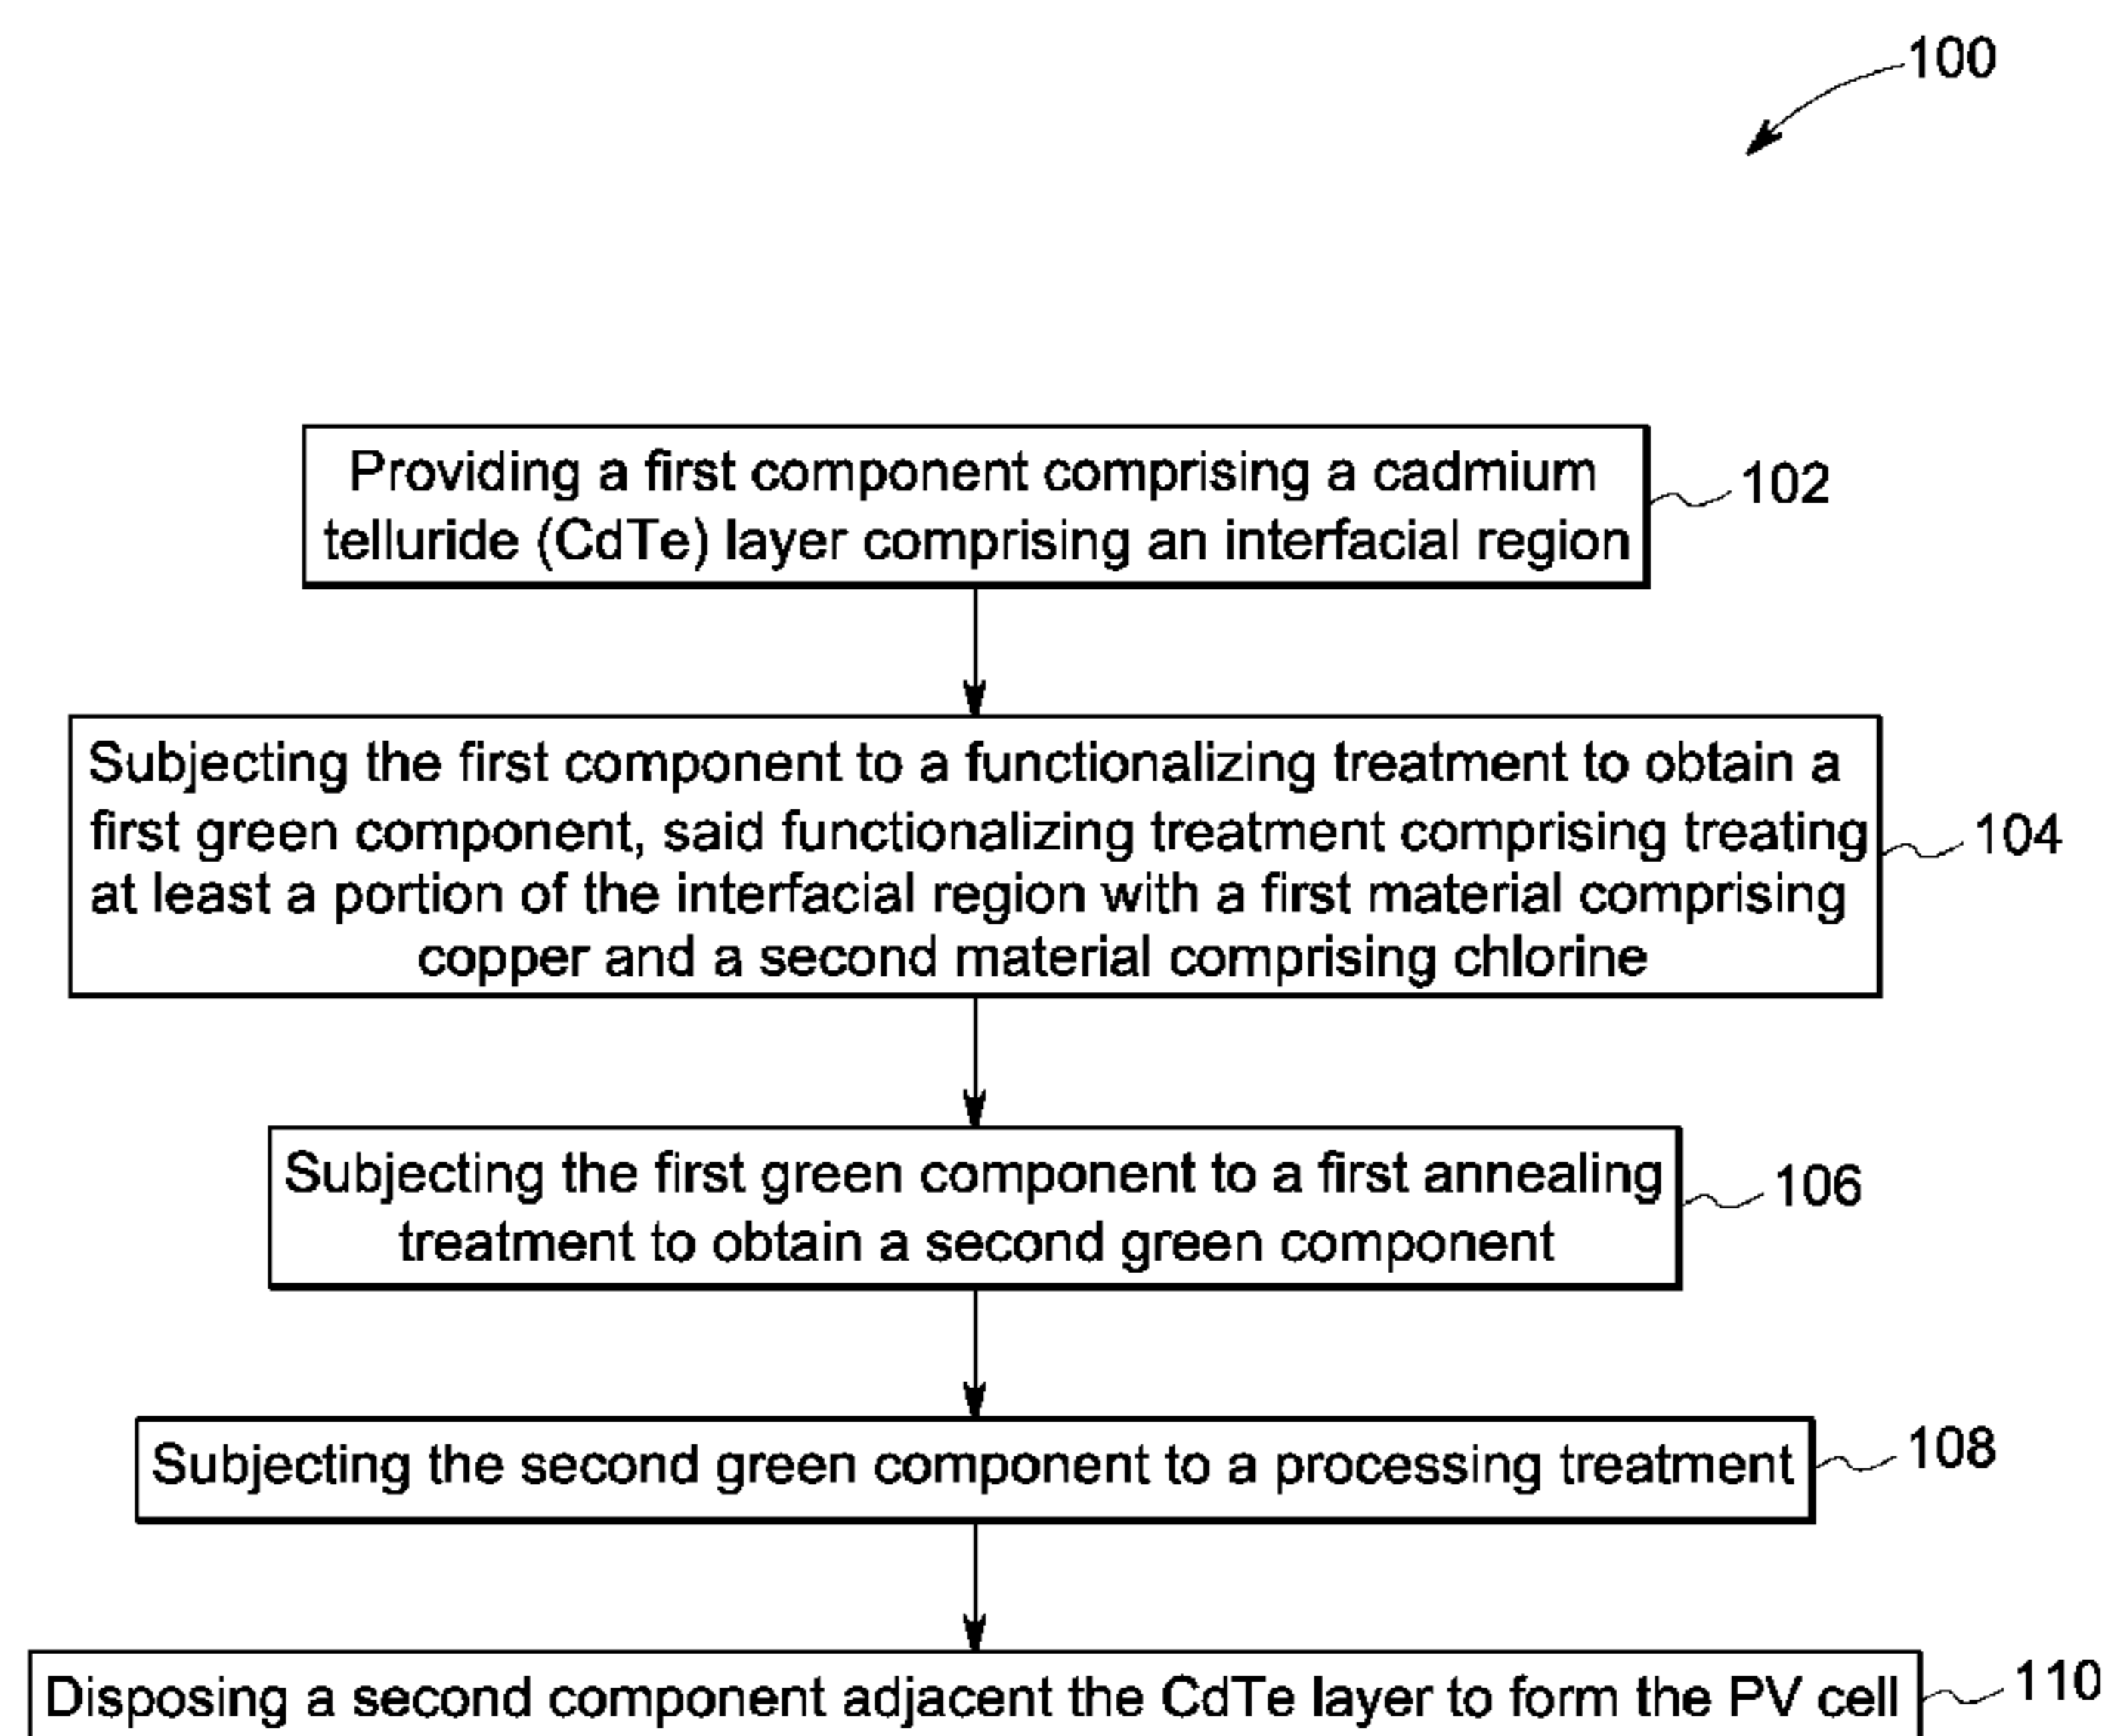 100
Providing a first component comprising a cadmium
telluride (CdTe) layer comprising an interfacial region
102
Subjecting the first component to a functionalizing treatment to obtain a
first green component, said functionalizing treatment comprising treating
at least a portion of the interfacial region with a first material comprising
copper and a second material comprising chlorine
104
Subjecting the first green component to a first annealing
treatment to obtain a second green component
106
Subjecting the second green component to a processing treatment
108
Disposing a second component adjacent the CdTe layer to form the PV cell
110